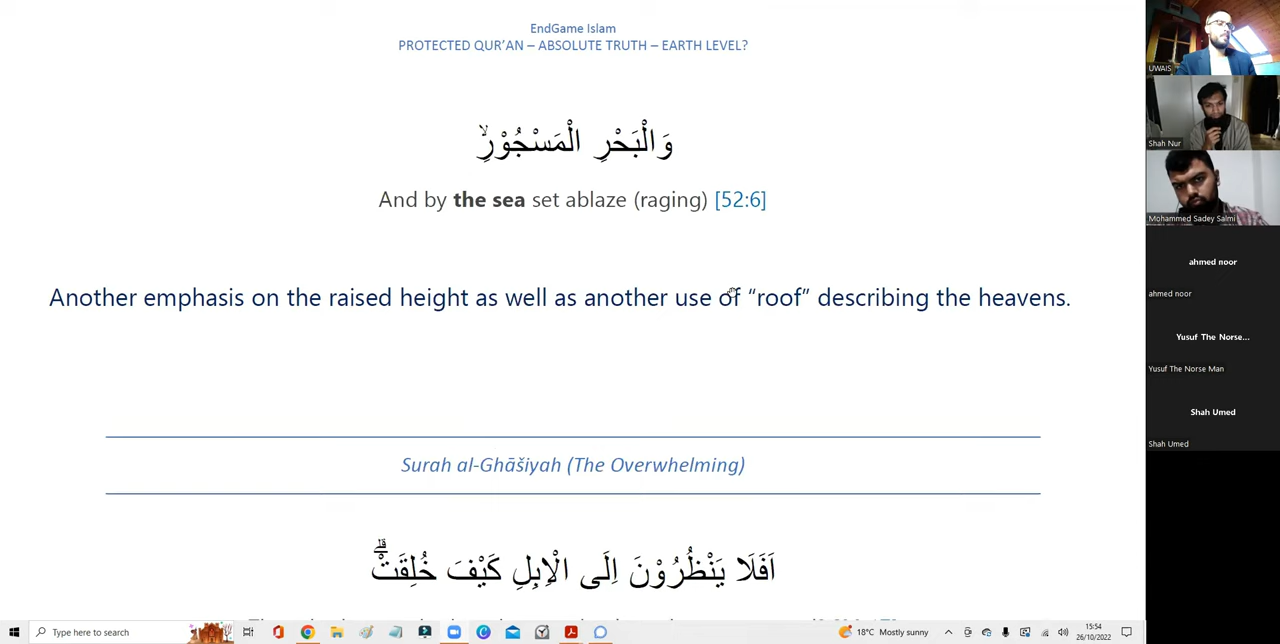 EndGame Islam
PROTECTED QUR’AN – ABSOLUTE TRUTH – EARTH LEVEL?
وَالْبَحْرِ الْمَسْجُوْرِۙ
And by the sea set ablaze (raging) [52:6]
Another emphasis on the raised height as well as another use of “roof” describing the heavens.
Surah al-Ghāšiyah (The Overwhelming)
اَفَلَا يَنْظُرُوْنَ اِلَى الْاِبِلِ كَيْفَ خُلِقَتْۗ
UWAIS
Shah Nur
Mohammed Sadey Salmi
ahmed noor
ahmed noor
Yusuf The Norse...
Yusuf The Norse Man
Shah Umed
Shah Umed
Type here to search
18°C Mostly sunny
15:54
26/10/2022